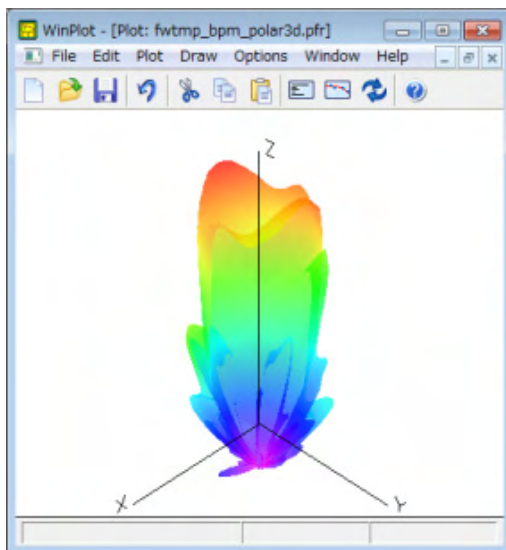 WinPlot - [Plot: fwtmp_bpm_polar3d.pfr]
File Edit Plot Draw Options Window Help
Z
X Y